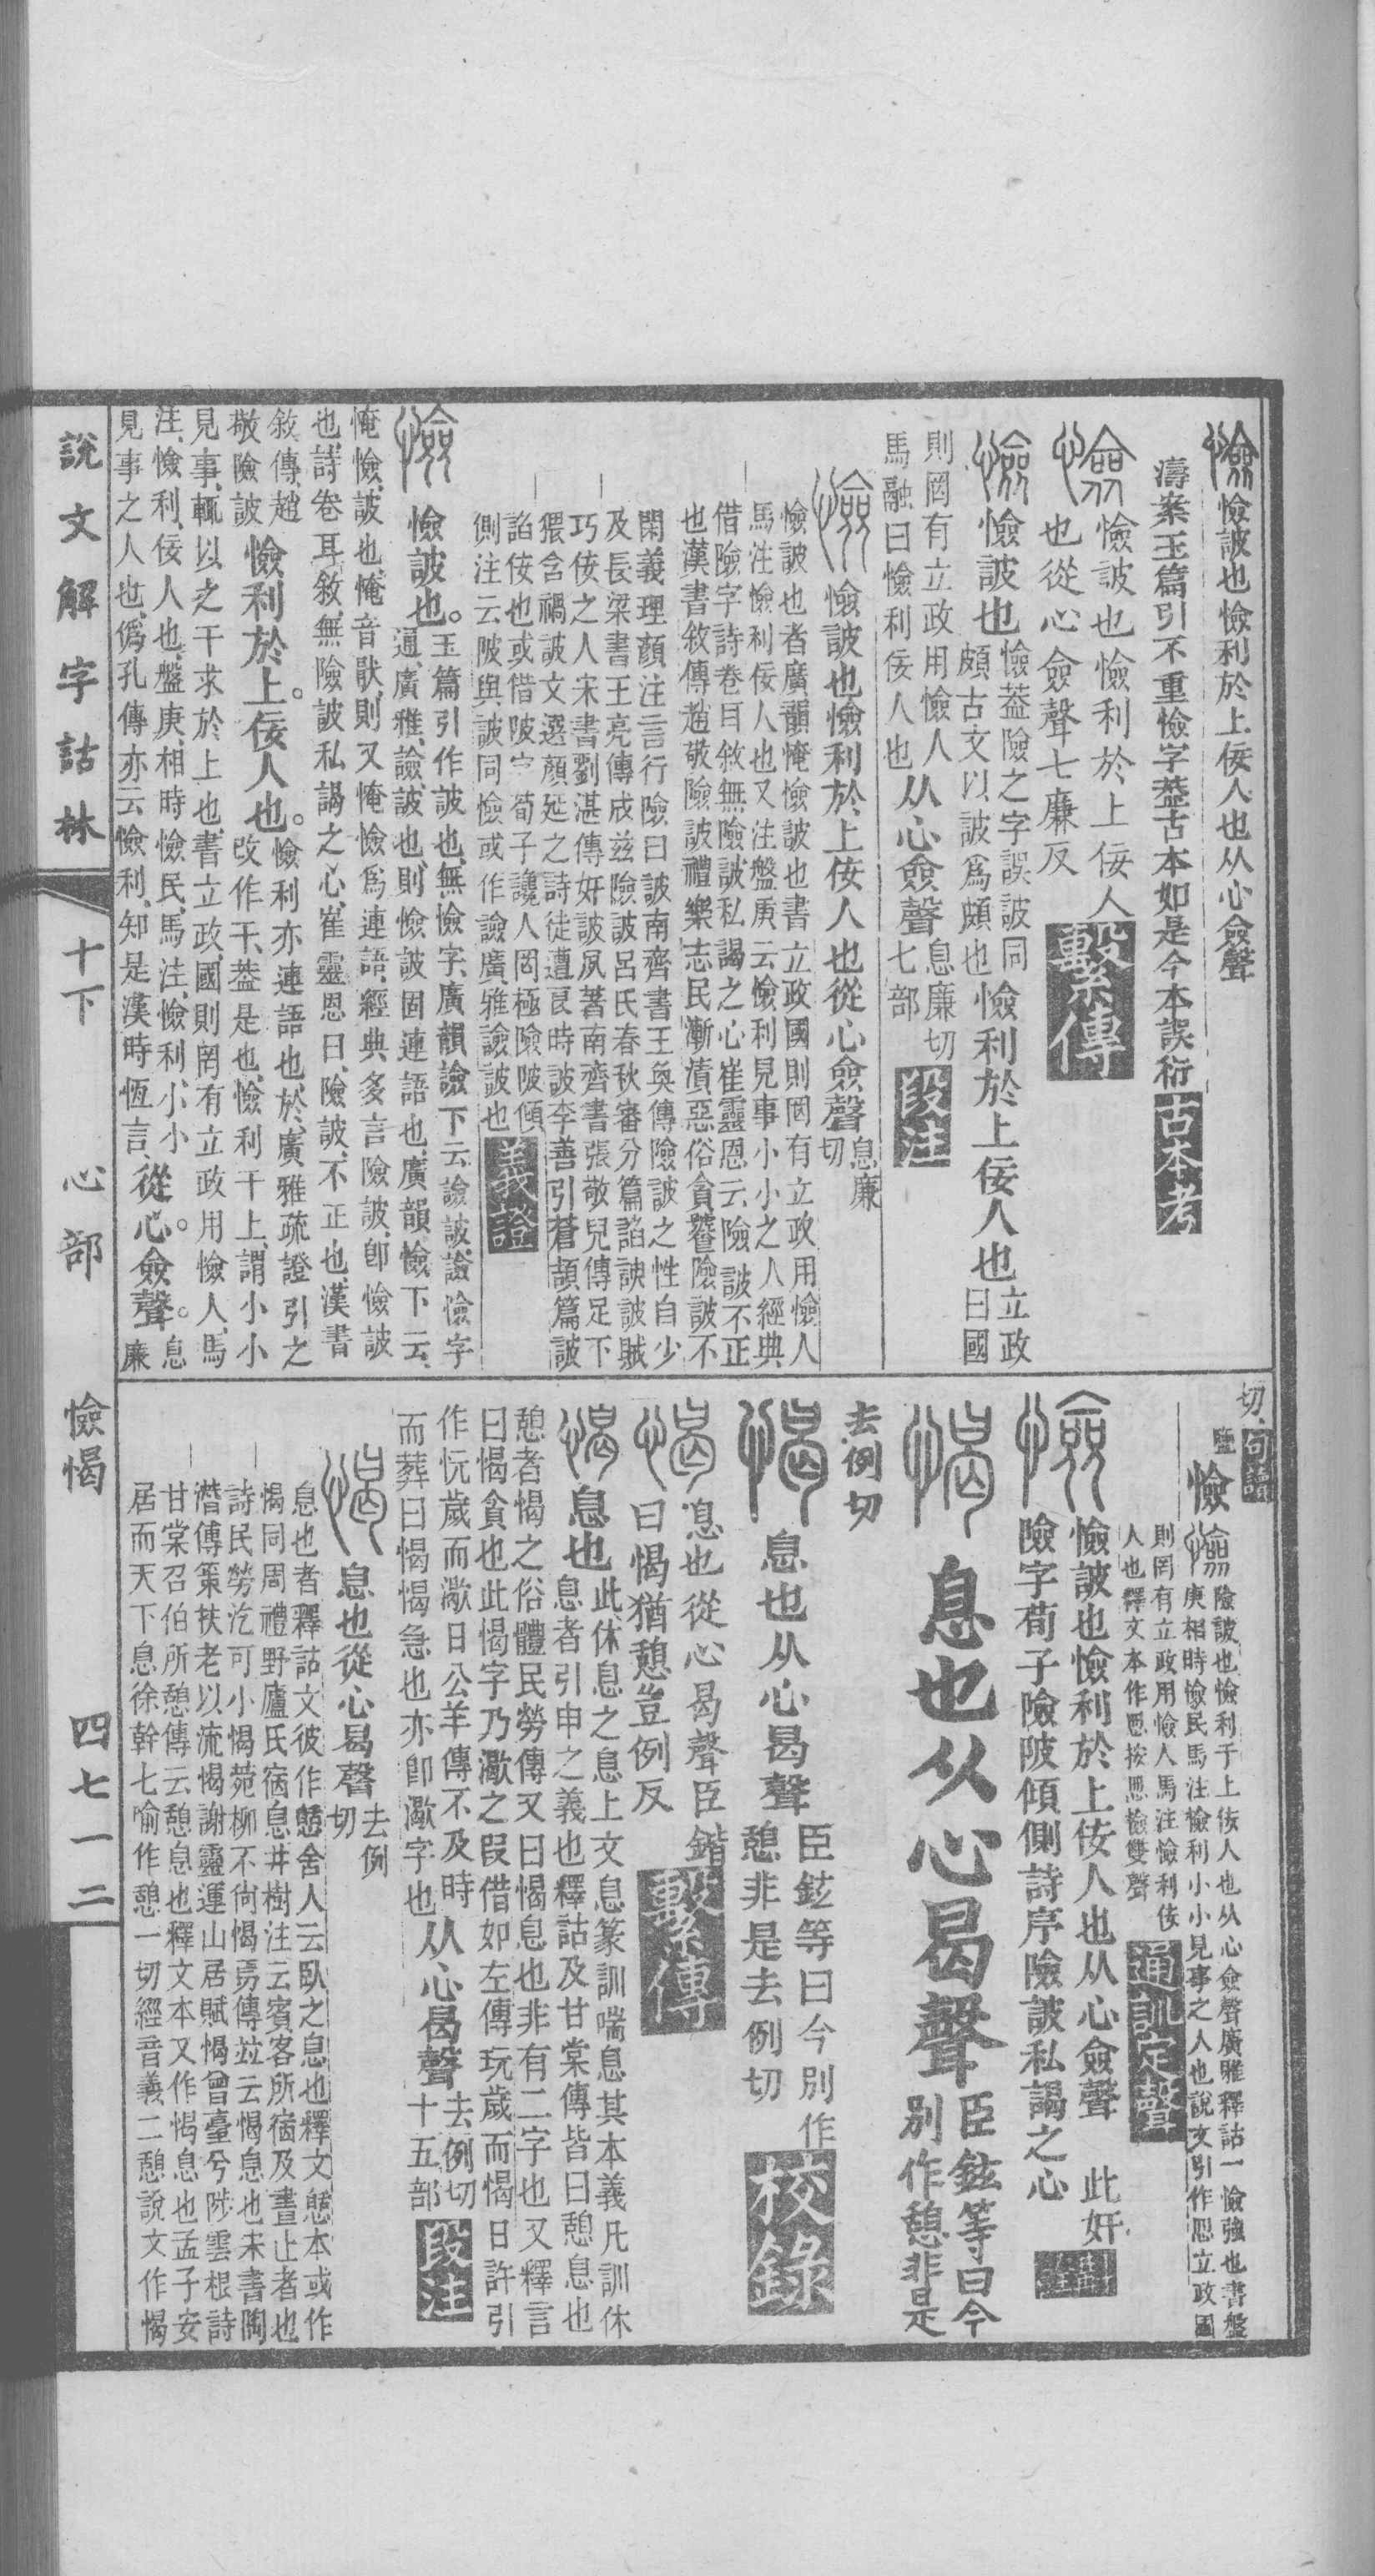 憸詖也憸利於上佞人也从心僉聲
濤案玉篇引不重憸字葢古本如是今本誤衍 古本考
憸詖也憸利於上佞人
也從心僉聲七廉反 繫傳
憸詖也 憸葢險之字誤詖同
頗古文以詖爲頗也 憸利於上佞人也 立政
曰國
則罔有立政用憸人
馬融曰憸利佞人也 从心僉聲 息廉切
七部 段注
憸詖也憸利於上佞人也從心僉聲 息廉
切
憸詖也者廣韻㤿憸詖也書立政國則罔有立政用憸人
馬注憸利佞人也又注盤庚云憸利見事小小之人經典
借險字詩卷耳敘無險詖私謁之心崔靈恩云險詖不正
也漢書敘傳趙敬險詖禮樂志民漸漬惡俗貪饕險詖不
閑義理顏注言行險曰詖南齊書王奐傳險詖之性自少
及長梁書王亮傳成茲險詖呂氏春秋審分篇諂諛詖賊
巧佞之人宋書劉湛傳奸詖夙著南齊書張敬兒傳足下
猥含禍詖文選顏延之詩徒遭良時詖李善引蒼頡篇詖
諂佞也或借陂字荀子讒人罔極險陂傾
側注云陂與詖同憸或作譣廣雅譣詖也 義證
憸詖也。 玉篇引作詖也、無憸字、廣韻譣下云、譣詖、譣憸字
通、廣雅、譣、詖也、則憸詖固連語也、廣韻、憸下云、
㤿憸、詖也、㤿音猒、則又㤿憸爲連語、經典多言險詖、卽憸詖
也、詩卷耳敘、無險詖私謁之心、崔靈恩曰、險詖、不正也、漢書
敘傳、趙
敬險詖 憸利於上。佞人也。 憸利亦連語也、於、廣雅疏證引之
改作干、葢是也、憸利干上、謂小小
見事、輒以之干求於上也、書立政、國則罔有立政用憸人、馬
注、憸利、佞人也、盤庚相時憸民、馬注、憸利、小小
見事之人也、僞孔傳亦云憸利、知是漢時恆言、 從心。僉聲。 息
廉
說文解字詁林 十下 心部 憸愒 四七一二
切、 句讀
鹽 憸 險詖也憸利于上佞人也从心僉聲廣雅釋詁一憸強也書盤
庚相時憸民馬注憸利小小見事之人也說文引作㤪立政國
則罔有立政用憸人馬注憸利佞
人也釋文本作㤪按㤪憸雙聲 通訓定聲
憸詖也憸利於上佞人也从心僉聲 此奸
險字荀子險陂傾側詩序險詖私謁之心
息也从心曷聲 臣鉉等曰今
別作憩非是
去例切
息也从心曷聲 臣鉉等曰今別作
憩非是去例切 校錄
息也從心曷聲臣鍇
曰愒猶憩豈例反 繫傳
息也 此休息之息上文息篆訓喘息其本義凡訓休
息者引申之義也釋詁及甘棠傳皆曰憩息也
憩者愒之俗體民勞傳又曰愒息也非有二字也又釋言
曰愒貪也此愒字乃㵣之叚借如左傳玩歲而愒日許引
作忨歲而㵣日公羊傳不及時
而葬曰愒愒急也亦卽㵣字也 从心曷聲 去例切
十五部 段注
息也從心曷聲 去例
切
息也者釋詁文彼作憩舍人云臥之息也釋文憩本或作
愒同周禮野廬氏宿息井樹注云賓客所宿及晝止者也
詩民勞汔可小愒菀柳不尙愒焉傳竝云愒息也宋書陶
潛傳策扶老以流愒謝靈運山居賦愒曾臺兮陟雲根詩
甘棠召伯所憩傳云憩息也釋文本又作愒息也孟子安
居而天下息徐幹七喻作憩一切經音義二憩說文作愒